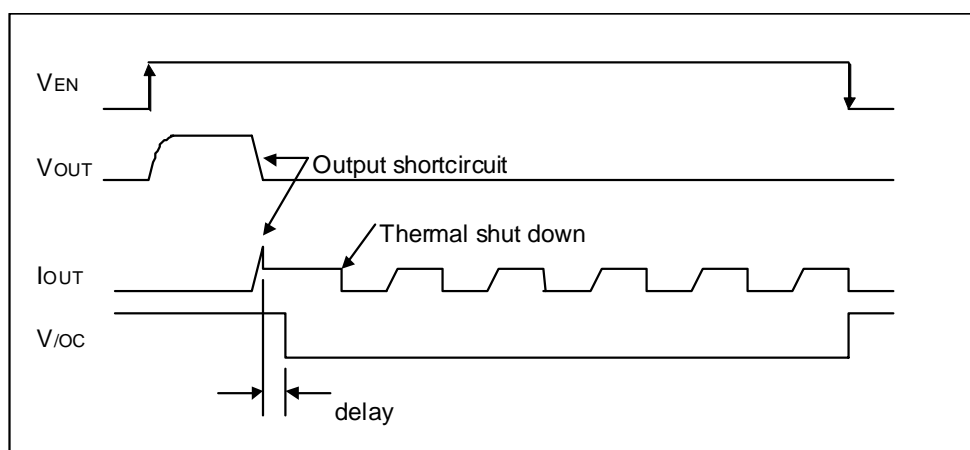 VEN
VOUT
Output shortcircuit
Thermal shut down
IOUT
V/OC
delay